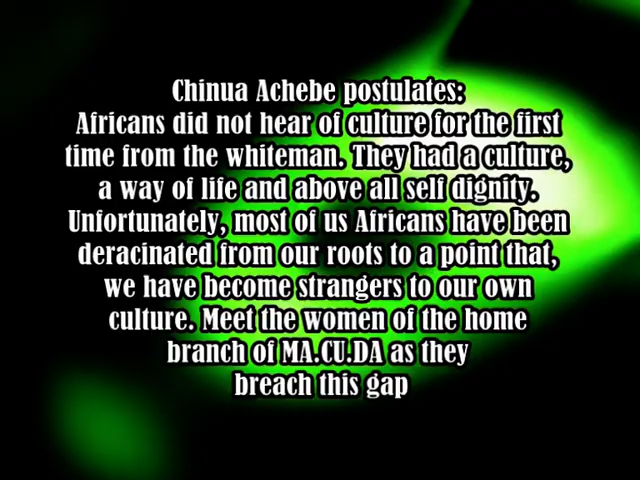 Chinua Achebe postulates:
Africans did not hear of culture for the first
time from the whiteman. They had a culture,
a way of life and above all self dignity.
Unfortunately, most of us Africans have been
deracinated from our roots to a point that,
we have become strangers to our own
culture. Meet the women of the home
branch of MA.CU.DA as they
breach this gap